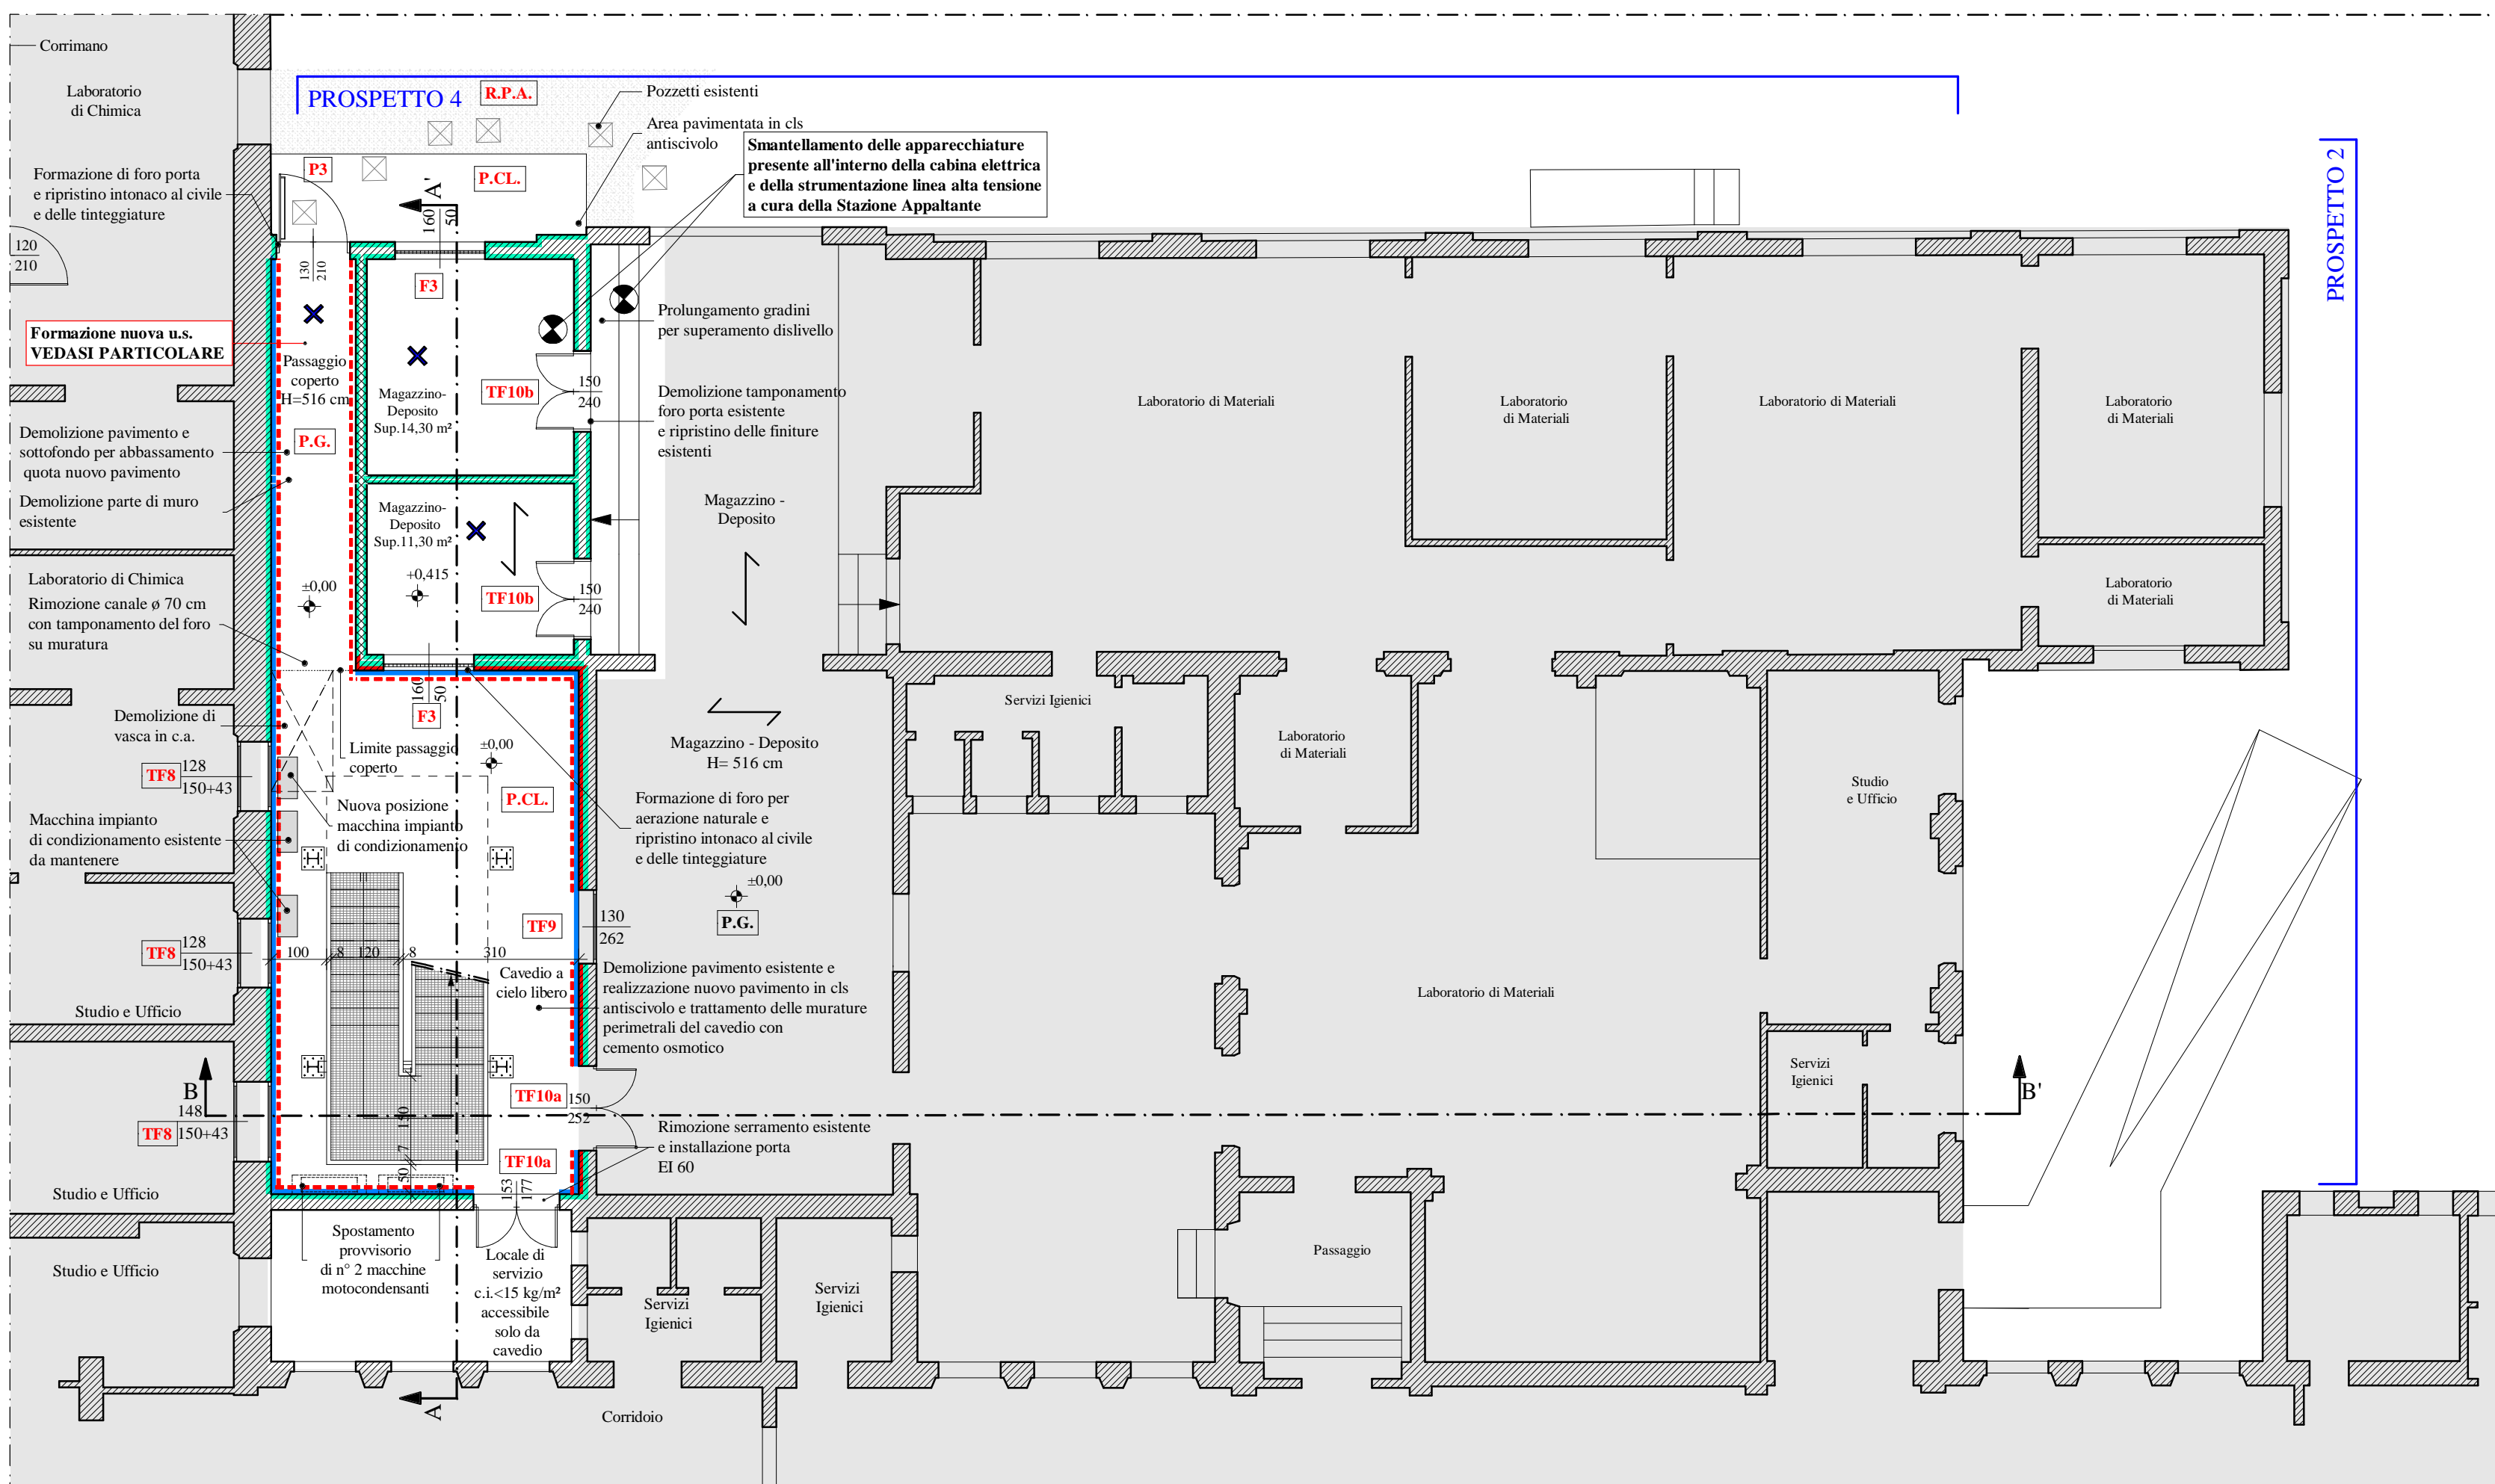 Corrimano
Laboratorio
di Chimica
PROSPETTO 4
R.P.A.
Pozzetti esistenti
Area pavimentata in cls
antiscivolo
Smantellamento delle apparecchiature
presente all'interno della cabina elettrica
e della strumentazione linea alta tensione
a cura della Stazione Appaltante
PROSPETTO 2
Formazione di foro porta
e ripristino intonaco al civile
e delle tinteggiature
P3
P.CL.
A'
160
50
120
210
130
210
F3
Formazione nuova u.s.
VEDASI PARTICOLARE
Prolungamento gradini
per superamento dislivello
Passaggio
coperto
H=516 cm
Magazzino-
Deposito
Sup.14,30 m²
TF10b
150
240
Demolizione tamponamento
foro porta esistente
e ripristino delle finiture
esistenti
Laboratorio di Materiali
Laboratorio
di Materiali
Laboratorio di Materiali
Laboratorio
di Materiali
P.G.
Demolizione pavimento e
sottofondo per abbassamento
quota nuovo pavimento
Demolizione parte di muro
esistente
Magazzino-
Deposito
Sup.11,30 m²
Magazzino -
Deposito
Laboratorio di Chimica
Rimozione canale ø 70 cm
con tamponamento del foro
su muratura
±0,00
+0,415
TF10b
150
240
Laboratorio
di Materiali
160
50
F3
Servizi Igienici
Demolizione di
vasca in c.a.
Limite passaggio
coperto
±0,00
Magazzino - Deposito
H= 516 cm
Laboratorio
di Materiali
TF8
128
150+43
Studio
e Ufficio
P.CL.
Nuova posizione
macchina impianto
di condizionamento
Formazione di foro per
aerazione naturale e
ripristino intonaco al civile
e delle tinteggiature
Macchina impianto
di condizionamento esistente
da mantenere
±0,00
P.G.
TF9
130
262
TF8
128
150+43
100
8
120
8
310
Cavedio a
cielo libero
Demolizione pavimento esistente e
realizzazione nuovo pavimento in cls
antiscivolo e trattamento delle murature
perimetrali del cavedio con
cemento osmotico
Laboratorio di Materiali
Studio e Ufficio
Servizi
Igienici
B
B'
148
TF8
150+43
TF10a
150
252
150
7
50
Rimozione serramento esistente
e installazione porta
EI 60
TF10a
153
177
Studio e Ufficio
Spostamento
provvisorio
di n° 2 macchine
motocondensanti
Locale di
servizio
c.i.<15 kg/m²
accessibile
solo da
cavedio
Passaggio
Studio e Ufficio
Servizi
Igienici
Servizi
Igienici
A
Corridoio